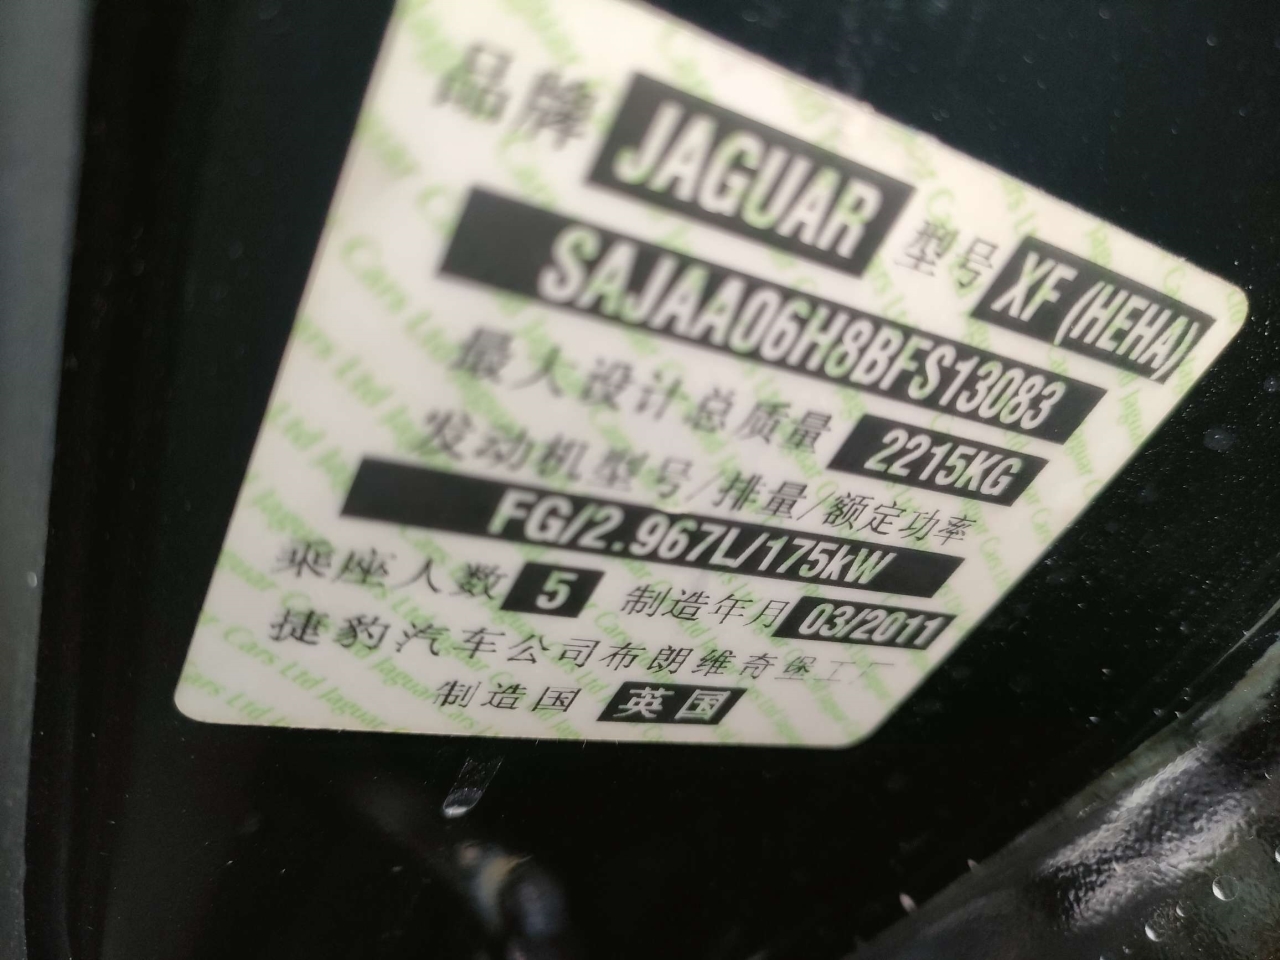 品牌 JAGUAR 型号 XF (HEHA)
SAJAA06H8BFS13083
最大设计总质量 2215KG
发动机型号/排量/额定功率
FG/2.967L/175kW
乘座人数 5 制造年月 03/2011
捷豹汽车公司布朗维奇堡工厂
制造国 英国